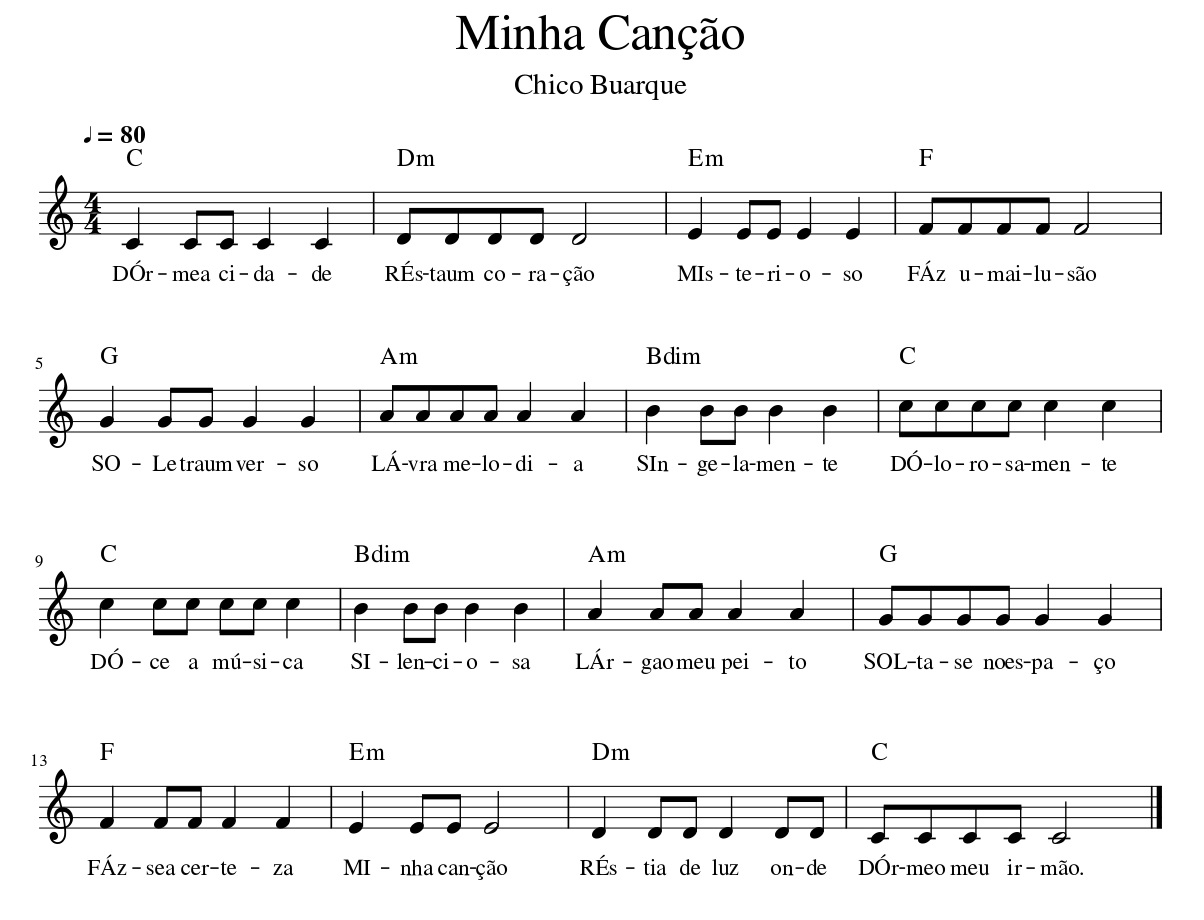 Minha Canção
Chico Buarque
♩ = 80
C Dm Em F
4/4
DÓr – mea ci – da – de RÉs – taum co – ra – ção MIs – te – ri – o – so FÁz u – mai – lu – são
5
G Am Bdim C
SO – Le traum ver – so LÁ – vra me – lo – di – a SIn – ge – la – men – te DÓ – lo – ro – sa – men – te
9
C Bdim Am G
DÓ – ce a mú – si – ca SI – len – ci – o – sa LÁr – gao meu pei – to SOL – ta – se noes – pa – ço
13
F Em Dm C
FÁz – sea cer – te – za MI – nha can – ção RÉs – tia de luz on – de DÓr – meo meu ir – mão.